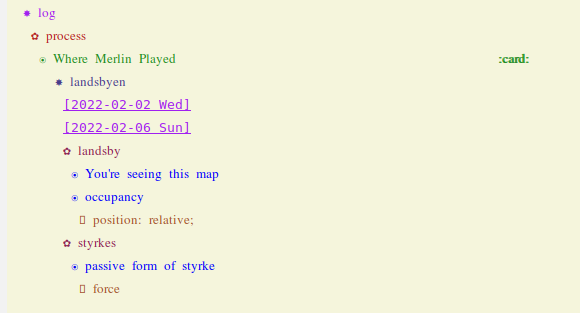 log
process
Where Merlin Played :card:
landsbyen
[2022-02-02 Wed]
[2022-02-06 Sun]
landsby
You're seeing this map
occupancy
position: relative;
styrkes
passive form of styrke
force